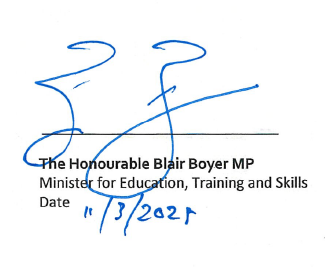 The Honourable Blair Boyer MP
Minister for Education, Training and Skills
Date 11/3/2025